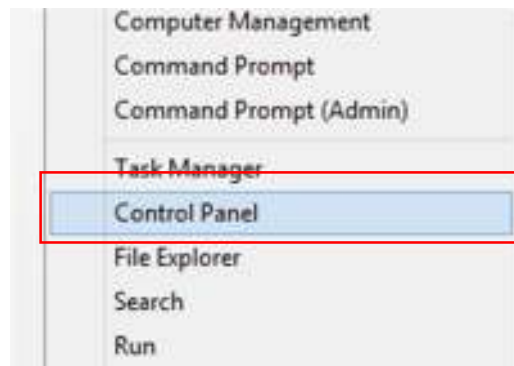 Computer Management
Command Prompt
Command Prompt (Admin)
Task Manager
Control Panel
File Explorer
Search
Run